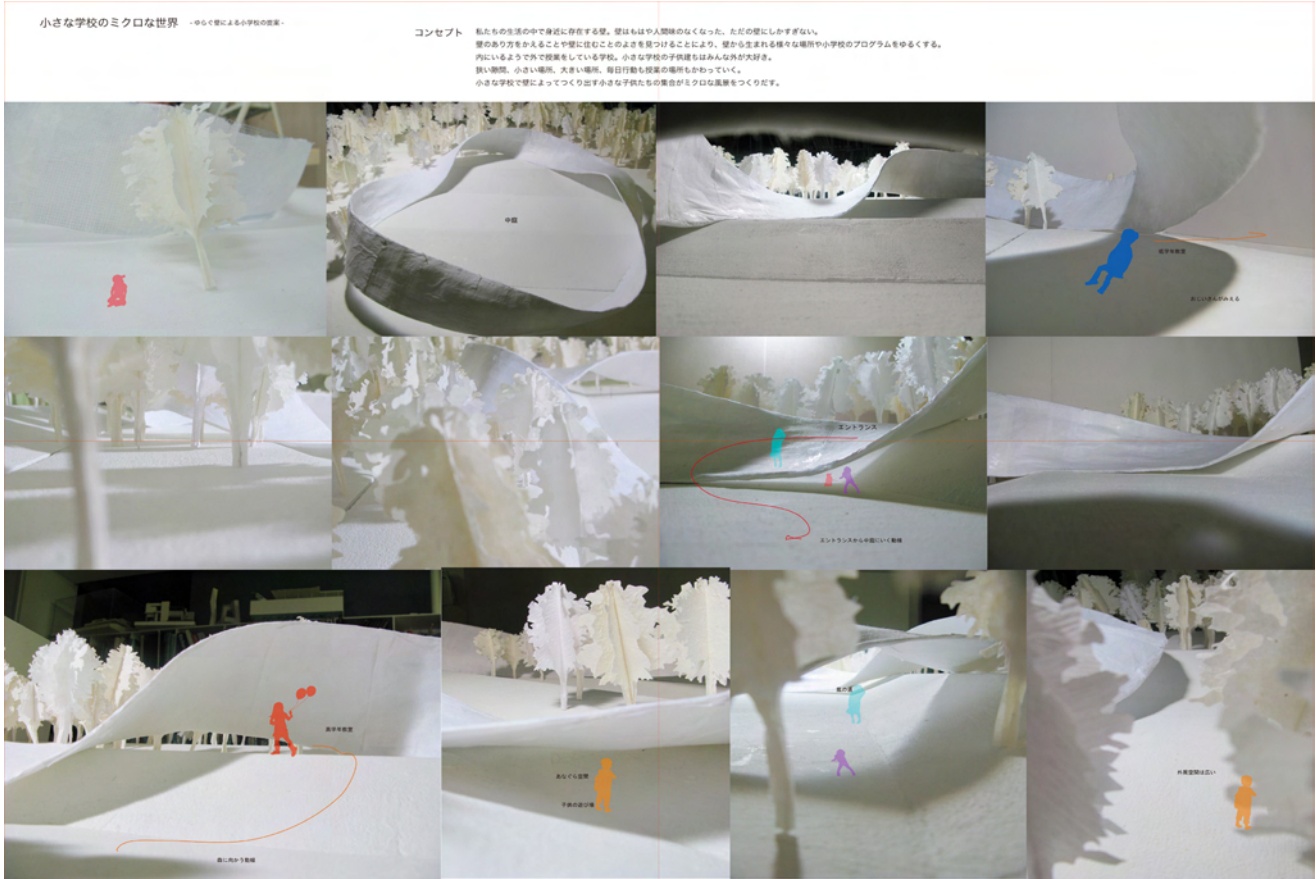 小さな学校のミクロな世界 -ゆらぐ壁による小学校の提案-
コンセプト 私たちの生活の中で身近に存在する壁。壁はもはや人間味のなくなった、ただの壁にしかすぎない。
壁のあり方をかえることや壁に住むことのよさを見つけることにより、壁から生まれる様々な場所や小学校のプログラムをゆるくする。
内にいるようで外で授業をしている学校。小さな学校の子供達ちはみんな外が大好き。
狭い隙間、小さい場所、大きい場所、毎日行動も授業の場所もかわっていく。
小さな学校で壁によってつくり出す小さな子供たちの集合がミクロな風景をつくりだす。
中庭
低学年教室
おじいさんがみえる
エントランス
エントランスから中庭にいく動線
高学年教室
森に向かう動線
あなぐら空間
子供の遊び場
外部空間は広い